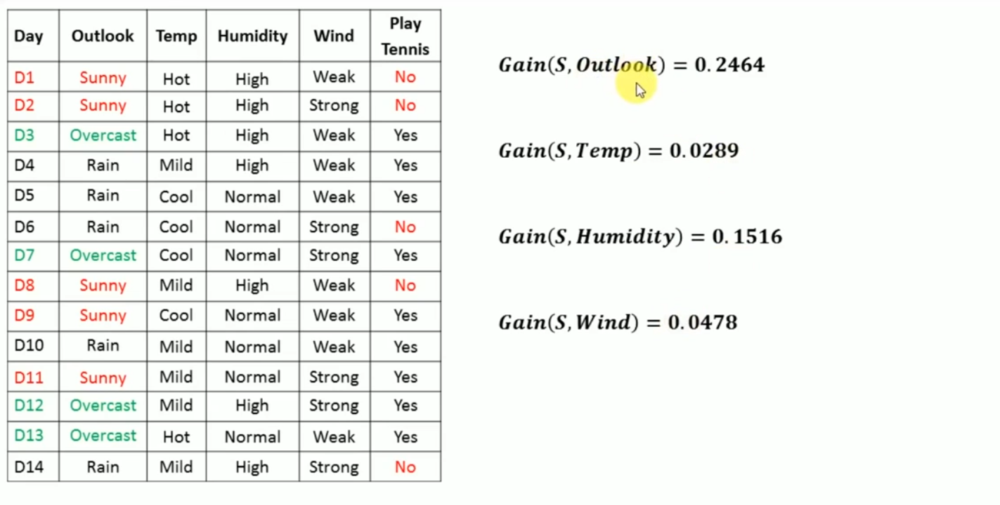 Day Outlook Temp Humidity Wind Play Tennis
D1 Sunny Hot High Weak No
D2 Sunny Hot High Strong No
D3 Overcast Hot High Weak Yes
D4 Rain Mild High Weak Yes
D5 Rain Cool Normal Weak Yes
D6 Rain Cool Normal Strong No
D7 Overcast Cool Normal Strong Yes
D8 Sunny Mild High Weak No
D9 Sunny Cool Normal Weak Yes
D10 Rain Mild Normal Weak Yes
D11 Sunny Mild Normal Strong Yes
D12 Overcast Mild High Strong Yes
D13 Overcast Hot Normal Weak Yes
D14 Rain Mild High Strong No
Gain(S, Outlook) = 0.2464
Gain(S, Temp) = 0.0289
Gain(S, Humidity) = 0.1516
Gain(S, Wind) = 0.0478